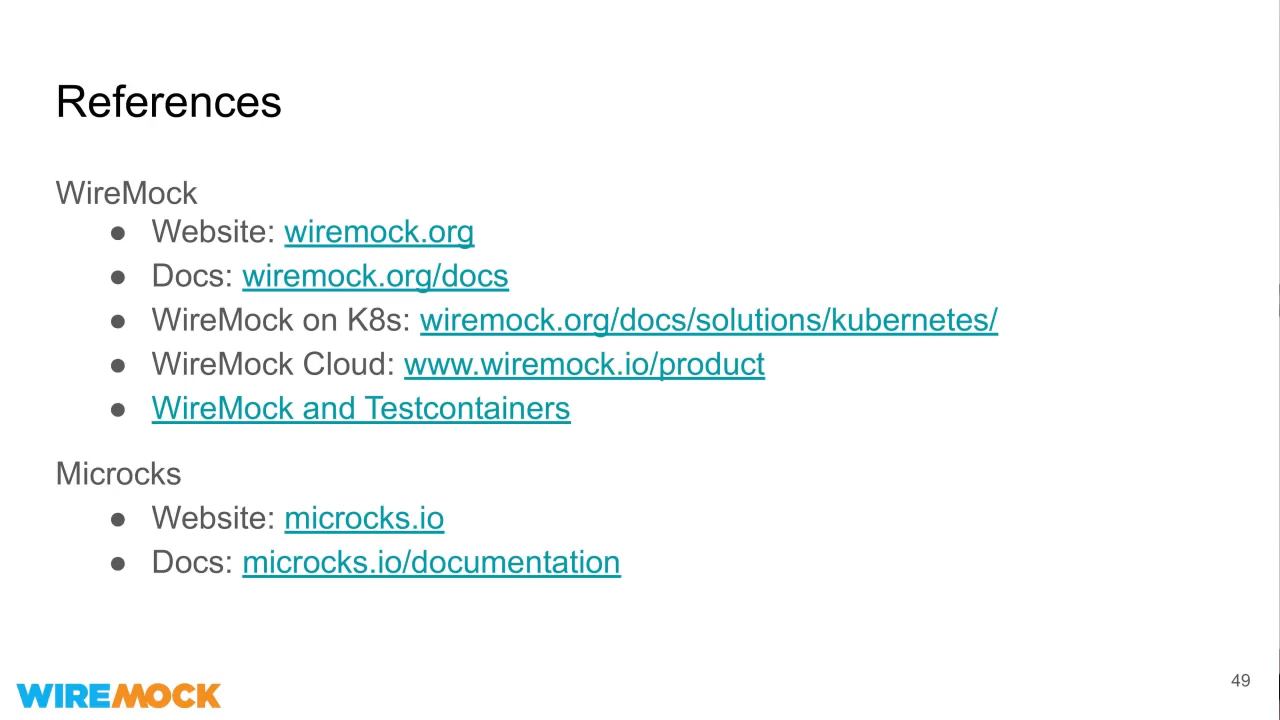 References
WireMock
● Website: wiremock.org
● Docs: wiremock.org/docs
● WireMock on K8s: wiremock.org/docs/solutions/kubernetes/
● WireMock Cloud: www.wiremock.io/product
● WireMock and Testcontainers
Microcks
● Website: microcks.io
● Docs: microcks.io/documentation
WIREMOCK
49